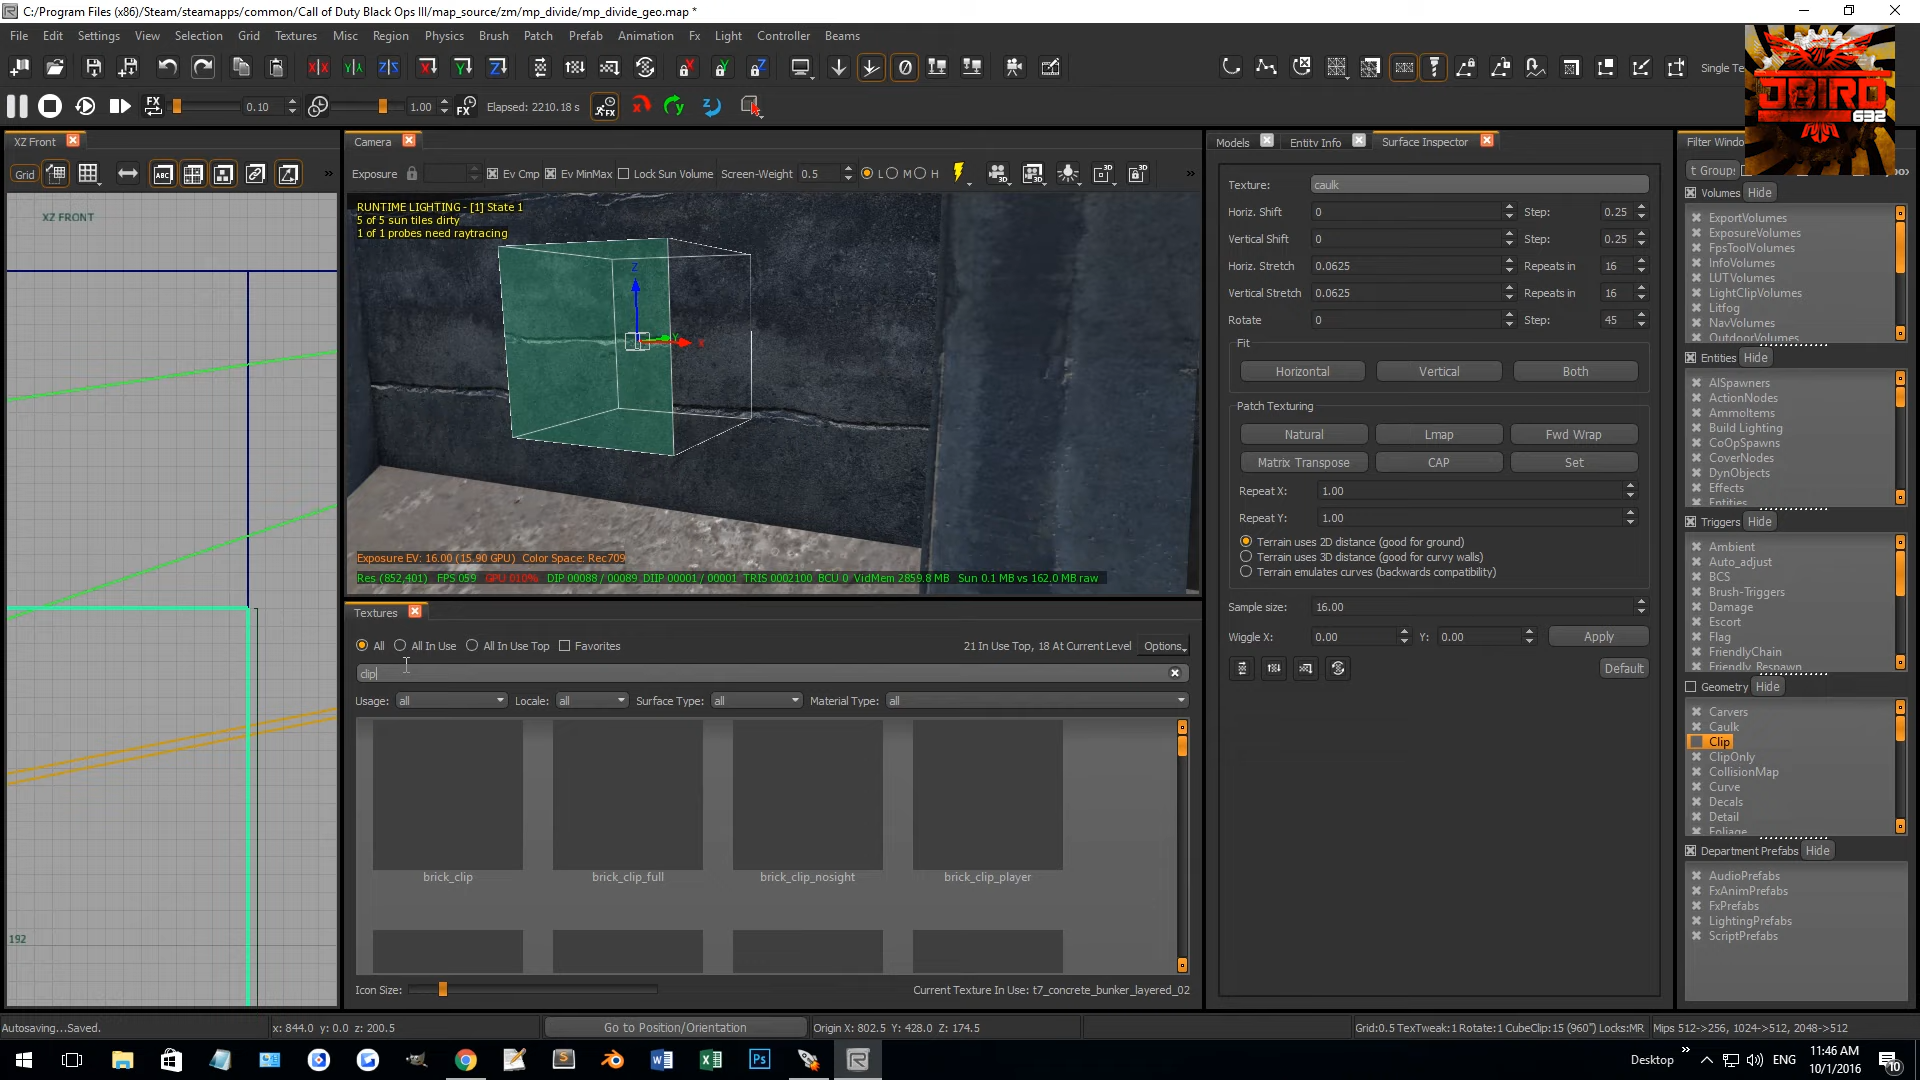 C:/Program Files (x86)/Steam/steamapps/common/Call of Duty Black Ops III/map_source/zm/mp_divide/mp_divide_geo.map *
File Edit Settings View Selection Grid Textures Misc Region Physics Brush Patch Prefab Animation Fx Light Controller Beams
Single Te
JBIRD
632
FX 0.10 1.00 FX Elapsed: 2210.18 s
XZ Front
Camera
Models Entity Info Surface Inspector
Filter Windo
Grid ABC
Exposure Ev Cmp Ev MinMax Lock Sun Volume Screen-Weight 0.5 L M H
t Groups
XZ FRONT
192
RUNTIME LIGHTING - [1] State 1
5 of 5 sun tiles dirty
1 of 1 probes need raytracing
Z
Y
X
Exposure EV: 16.00 (15.90 GPU) Color Space: Rec709
Res (852,401) FPS 059 GPU 010% DIP 00088 / 00089 DIIP 00001 / 00001 TRIS 0002100 BCU 0 VidMem 2859.8 MB Sun 0.1 MB vs 162.0 MB raw
Textures
All All In Use All In Use Top Favorites 21 In Use Top, 18 At Current Level Options
clip
Usage: all Locale: all Surface Type: all Material Type: all
brick_clip brick_clip_full brick_clip_nosight brick_clip_player
Icon Size: Current Texture In Use: t7_concrete_bunker_layered_02
Texture: caulk
Horiz. Shift 0 Step: 0.25
Vertical Shift 0 Step: 0.25
Horiz. Stretch 0.0625 Repeats in 16
Vertical Stretch 0.0625 Repeats in 16
Rotate 0 Step: 45
Fit
Horizontal Vertical Both
Patch Texturing
Natural Lmap Fwd Wrap
Matrix Transpose CAP Set
Repeat X: 1.00
Repeat Y: 1.00
Terrain uses 2D distance (good for ground)
Terrain uses 3D distance (good for curvy walls)
Terrain emulates curves (backwards compatibility)
Sample size: 16.00
Wiggle X: 0.00 Y: 0.00 Apply
Default
Volumes Hide
ExportVolumes
ExposureVolumes
FpsToolVolumes
InfoVolumes
LUTVolumes
LightClipVolumes
Litfog
NavVolumes
OutdoorVolumes
Entities Hide
AISpawners
ActionNodes
AmmoItems
Build Lighting
CoOpSpawns
CoverNodes
DynObjects
Effects
Entities
Triggers Hide
Ambient
Auto_adjust
BCS
Brush-Triggers
Damage
Escort
Flag
FriendlyChain
Friendly_Respawn
Geometry Hide
Carvers
Caulk
Clip
ClipOnly
CollisionMap
Curve
Decals
Detail
Foliage
Department Prefabs Hide
AudioPrefabs
FxAnimPrefabs
FxPrefabs
LightingPrefabs
ScriptPrefabs
Autosaving...Saved. x: 844.0 y: 0.0 z: 200.5 Go to Position/Orientation Origin X: 802.5 Y: 428.0 Z: 174.5 Grid:0.5 TexTweak:1 Rotate:1 CubeClip:15 (960") Locks:MR Mips 512->256, 1024->512, 2048->512
Desktop ENG 11:46 AM
10/1/2016
10